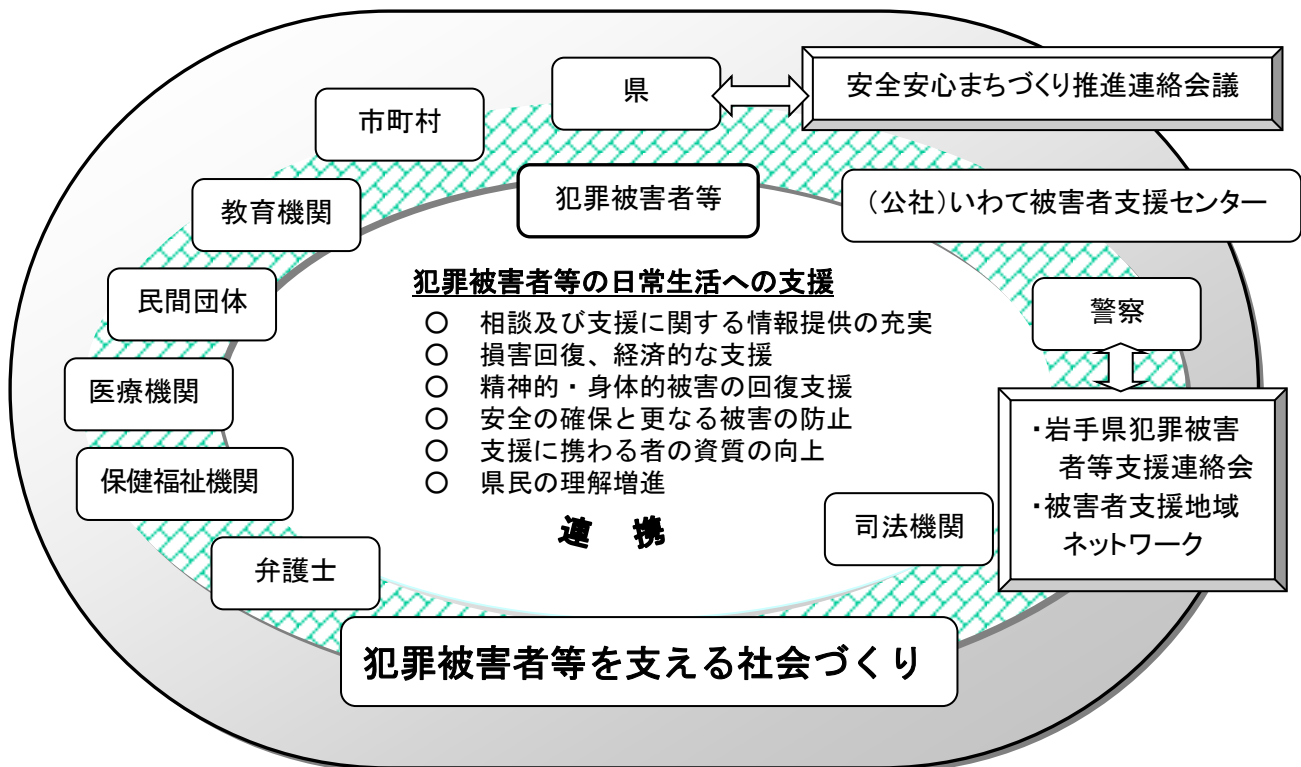 県
安全安心まちづくり推進連絡会議
市町村
教育機関
犯罪被害者等
（公社）いわて被害者支援センター
民間団体
犯罪被害者等の日常生活への支援
○ 相談及び支援に関する情報提供の充実
○ 損害回復、経済的な支援
○ 精神的・身体的被害の回復支援
○ 安全の確保と更なる被害の防止
○ 支援に携わる者の資質の向上
○ 県民の理解増進
警察
医療機関
・岩手県犯罪被害
者等支援連絡会
・被害者支援地域
ネットワーク
保健福祉機関
連 携
司法機関
弁護士
犯罪被害者等を支える社会づくり